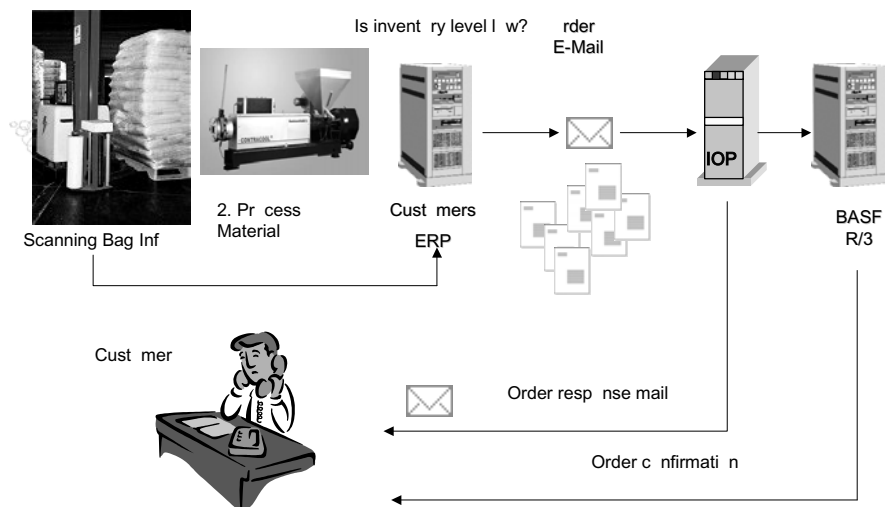 Is invent ry level l w?
rder
E-Mail
CONTRACOOL
IOP
2. Pr cess
Material
Cust mers
ERP
BASF
R/3
Scanning Bag Inf
Cust mer
Order resp nse mail
Order c nfirmati n